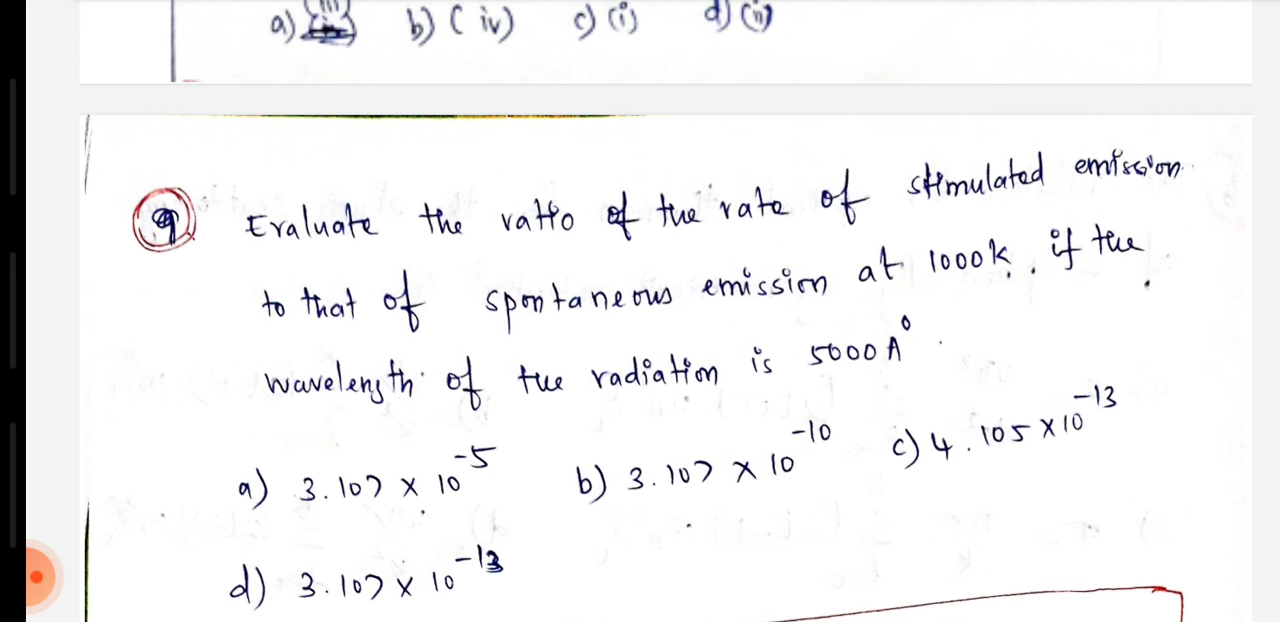 a) b) (iv) c) (i) d) (ii)
9 Evaluate the ratio of the rate of stimulated emission
to that of spontaneous emission at 1000k. if the
wavelength of the radiation is 5000 A°.
a) 3.107 × 10⁻⁵ b) 3.107 × 10⁻¹⁰ c) 4.105 × 10⁻¹³
d) 3.107 × 10⁻¹³